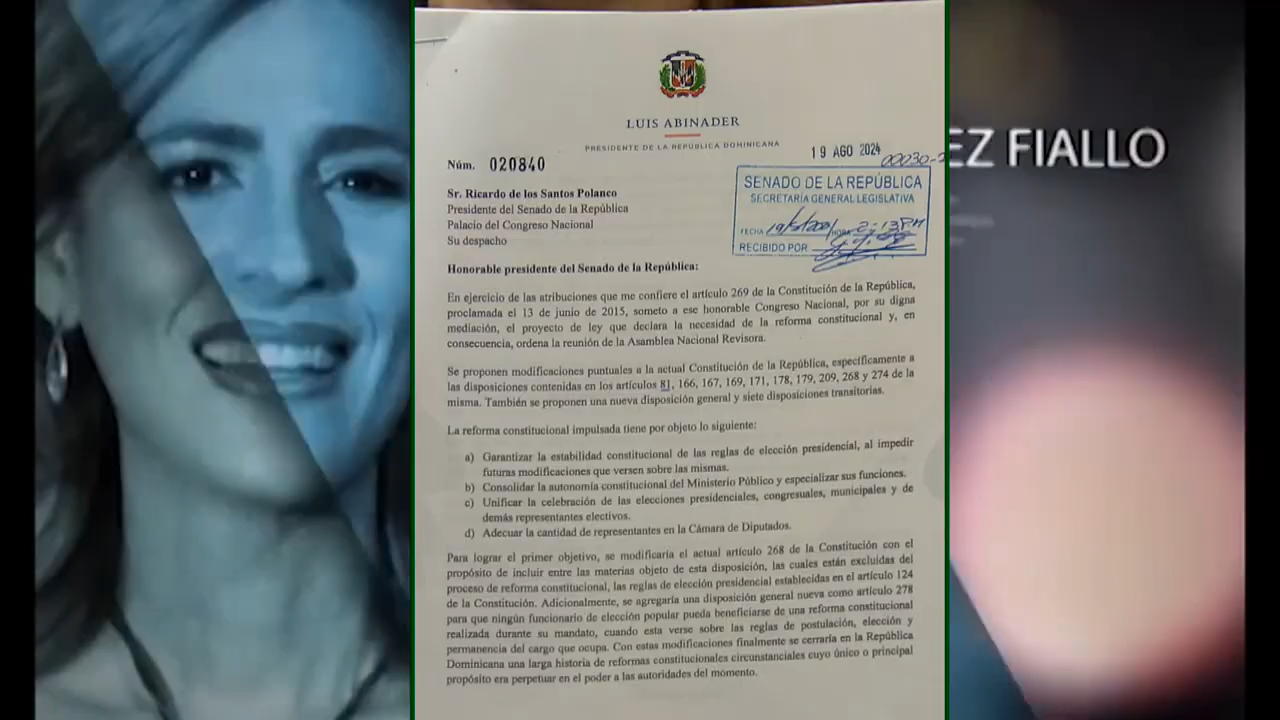 LUIS ABINADER
PRESIDENTE DE LA REPÚBLICA DOMINICANA
Núm. 020840
19 AGO 2024
00030-
SENADO DE LA REPÚBLICA
SECRETARÍA GENERAL LEGISLATIVA
FECHA HORA 2:13PM
RECIBIDO POR
Sr. Ricardo de los Santos Polanco
Presidente del Senado de la República
Palacio del Congreso Nacional
Su despacho
Honorable presidente del Senado de la República:
En ejercicio de las atribuciones que me confiere el artículo 269 de la Constitución de la República,
proclamada el 13 de junio de 2015, someto a ese honorable Congreso Nacional, por su digna
mediación, el proyecto de ley que declara la necesidad de la reforma constitucional y, en
consecuencia, ordena la reunión de la Asamblea Nacional Revisora.
Se proponen modificaciones puntuales a la actual Constitución de la República, específicamente a
las disposiciones contenidas en los artículos 81, 166, 167, 169, 171, 178, 179, 209, 268 y 274 de la
misma. También se proponen una nueva disposición general y siete disposiciones transitorias.
La reforma constitucional impulsada tiene por objeto lo siguiente:
a) Garantizar la estabilidad constitucional de las reglas de elección presidencial, al impedir
futuras modificaciones que versen sobre las mismas.
b) Consolidar la autonomía constitucional del Ministerio Público y especializar sus funciones.
c) Unificar la celebración de las elecciones presidenciales, congresuales, municipales y de
demás representantes electivos.
d) Adecuar la cantidad de representantes en la Cámara de Diputados.
Para lograr el primer objetivo, se modificaría el actual artículo 268 de la Constitución con el
propósito de incluir entre las materias objeto de esta disposición, las cuales están excluidas del
proceso de reforma constitucional, las reglas de elección presidencial establecidas en el artículo 124
de la Constitución. Adicionalmente, se agregaría una disposición general nueva como artículo 278
para que ningún funcionario de elección popular pueda beneficiarse de una reforma constitucional
realizada durante su mandato, cuando esta verse sobre las reglas de postulación, elección y
permanencia del cargo que ocupa. Con estas modificaciones finalmente se cerraría en la República
Dominicana una larga historia de reformas constitucionales circunstanciales cuyo único o principal
propósito era perpetuar en el poder a las autoridades del momento.
EZ FIALLO